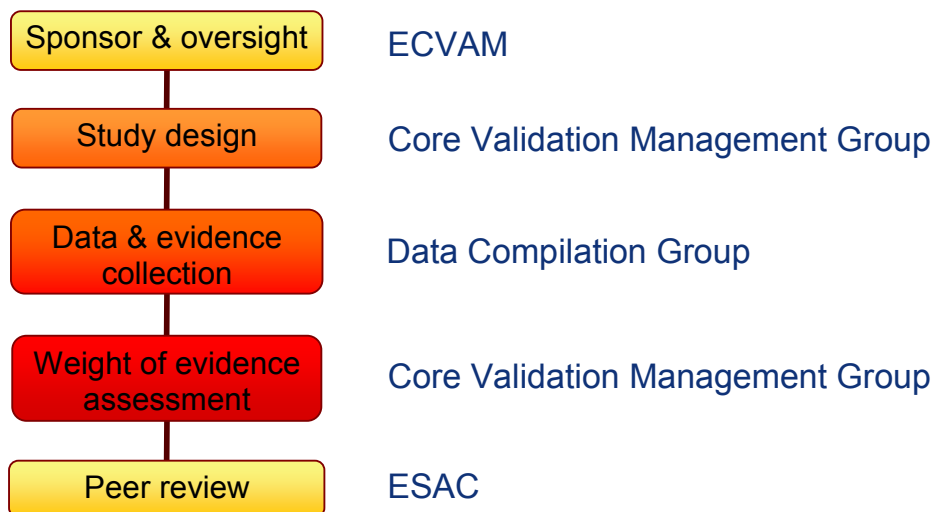 Sponsor & oversight
ECVAM
Study design
Core Validation Management Group
Data & evidence
collection
Data Compilation Group
Weight of evidence
assessment
Core Validation Management Group
Peer review
ESAC